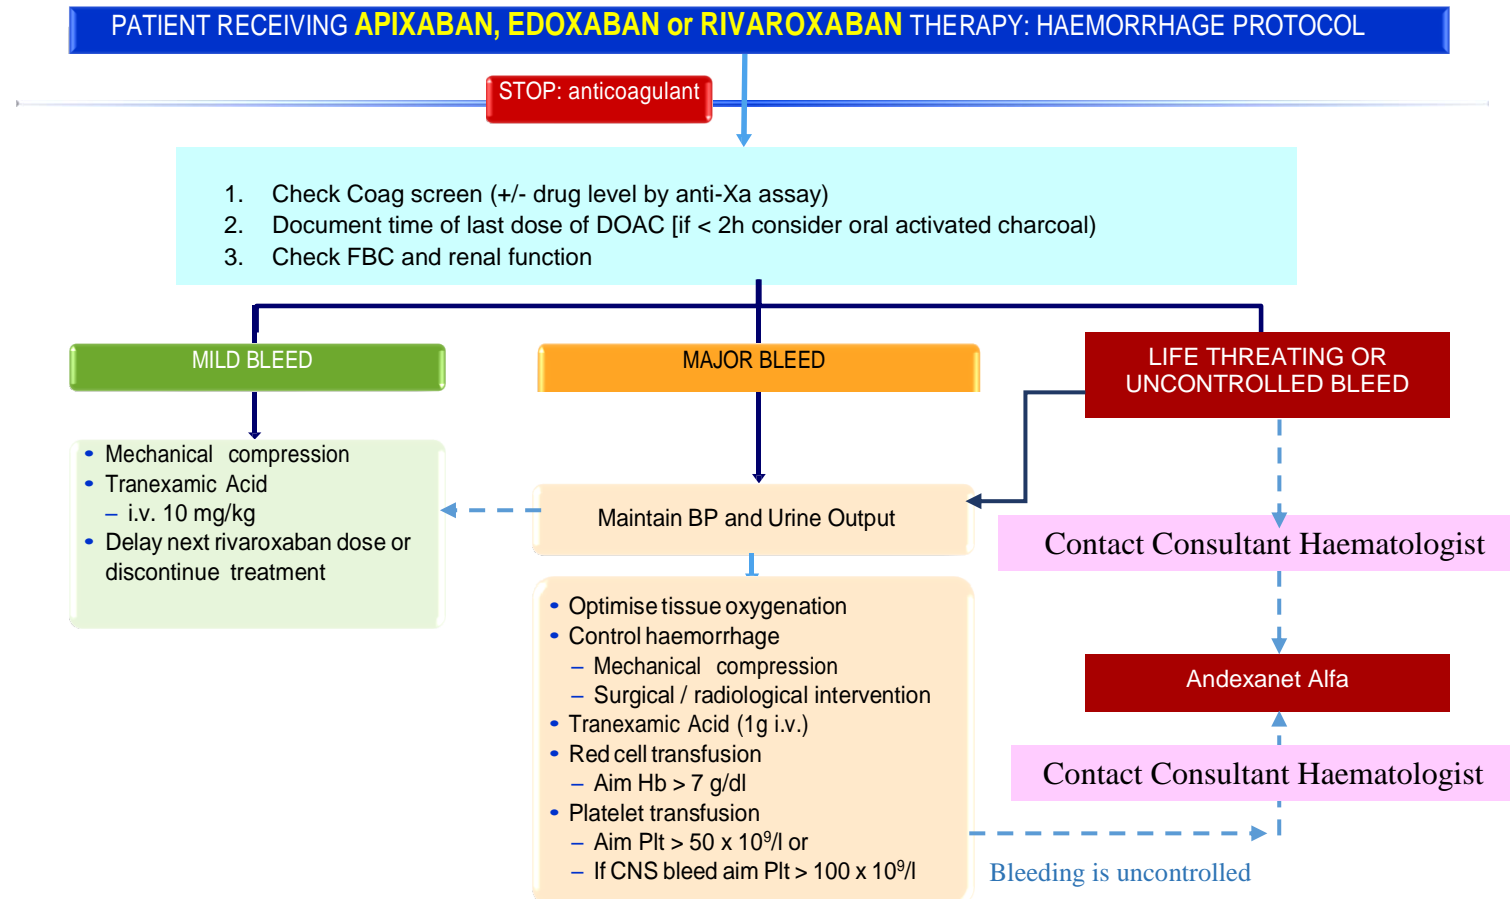 PATIENT RECEIVING APIXABAN, EDOXABAN or RIVAROXABAN THERAPY: HAEMORRHAGE PROTOCOL
STOP: anticoagulant
1. Check Coag screen (+/- drug level by anti-Xa assay)
2. Document time of last dose of DOAC [if < 2h consider oral activated charcoal)
3. Check FBC and renal function
MILD BLEED
• Mechanical compression
• Tranexamic Acid
– i.v. 10 mg/kg
• Delay next rivaroxaban dose or
discontinue treatment
MAJOR BLEED
Maintain BP and Urine Output
• Optimise tissue oxygenation
• Control haemorrhage
– Mechanical compression
– Surgical / radiological intervention
• Tranexamic Acid (1g i.v.)
• Red cell transfusion
– Aim Hb > 7 g/dl
• Platelet transfusion
– Aim Plt > 50 x 10⁹/l or
– If CNS bleed aim Plt > 100 x 10⁹/l
LIFE THREATING OR
UNCONTROLLED BLEED
Contact Consultant Haematologist
Andexanet Alfa
Contact Consultant Haematologist
Bleeding is uncontrolled